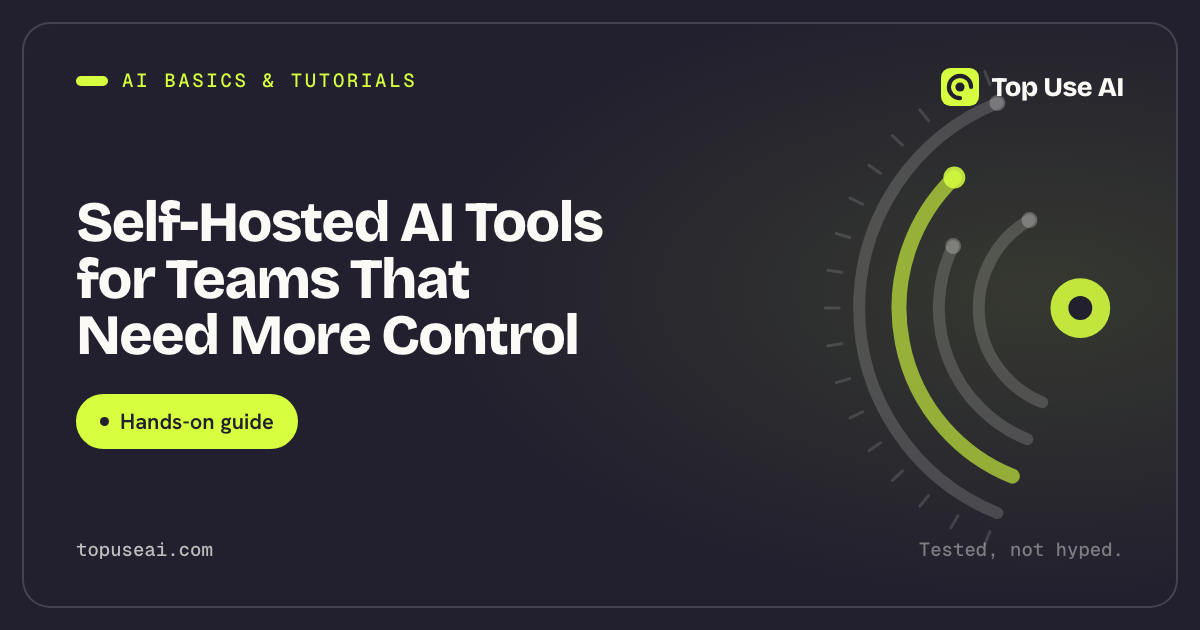 AI BASICS & TUTORIALS
Top Use AI
Self-Hosted AI Tools
for Teams That
Need More Control
Hands-on guide
topuseai.com
Tested, not hyped.